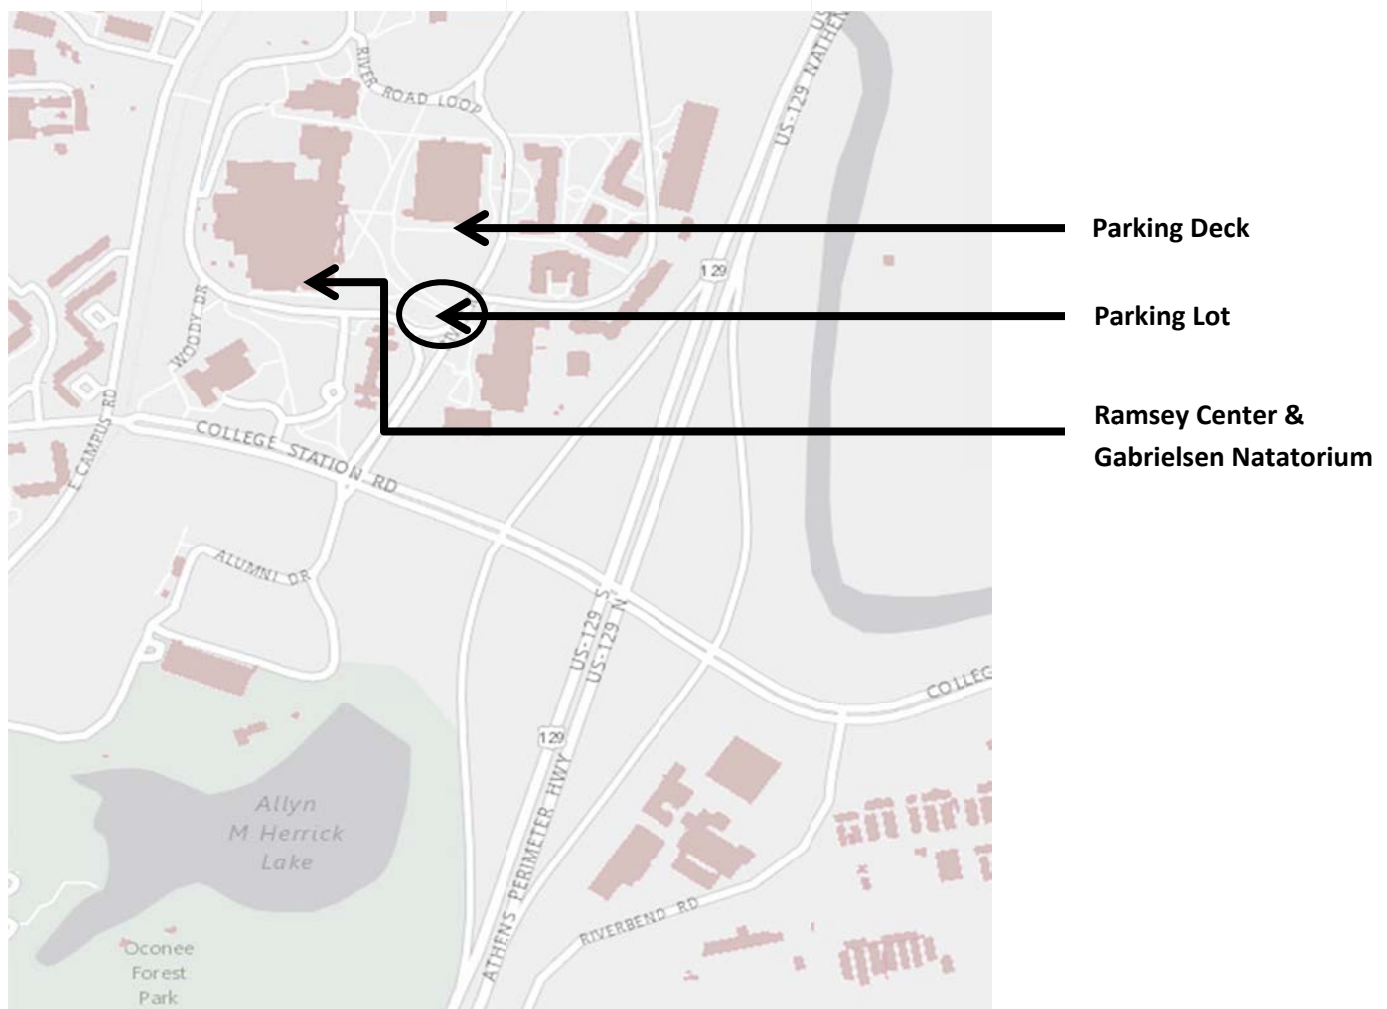 US
US-129 NATHEN
RIVER ROAD LOOP
Parking Deck
129
Parking Lot
WOODY DR
Ramsey Center &
Gabrielsen Natatorium
E CAMPUS RD
COLLEGE STATION RD
ALUMNI DR
US-129 S
US-129 N
COLLEG
129
ATHENS PERIMETER HWY
Allyn
M Herrick
Lake
RIVERBEND RD
Oconee
Forest
Park